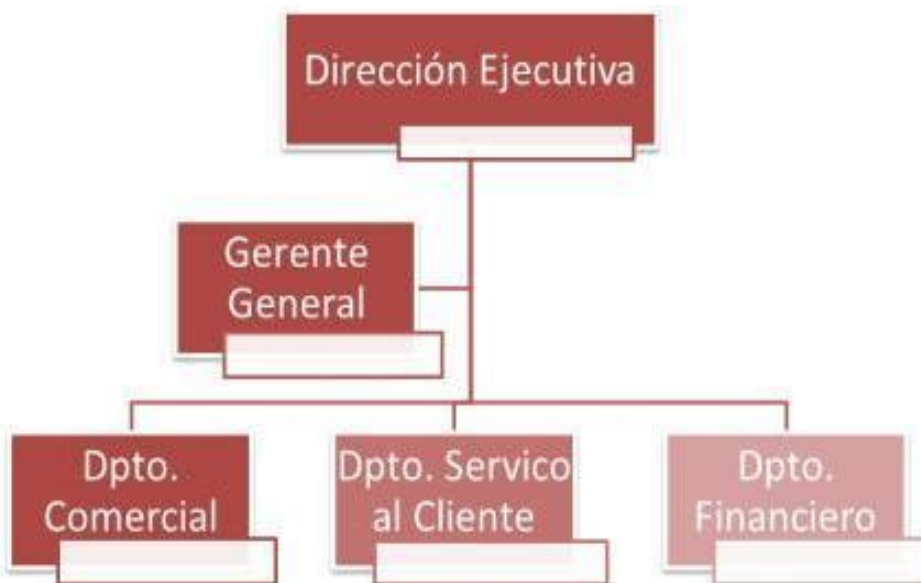 Dirección Ejecutiva
Gerente
General
Dpto.
Comercial
Dpto. Servico
al Cliente
Dpto.
Financiero